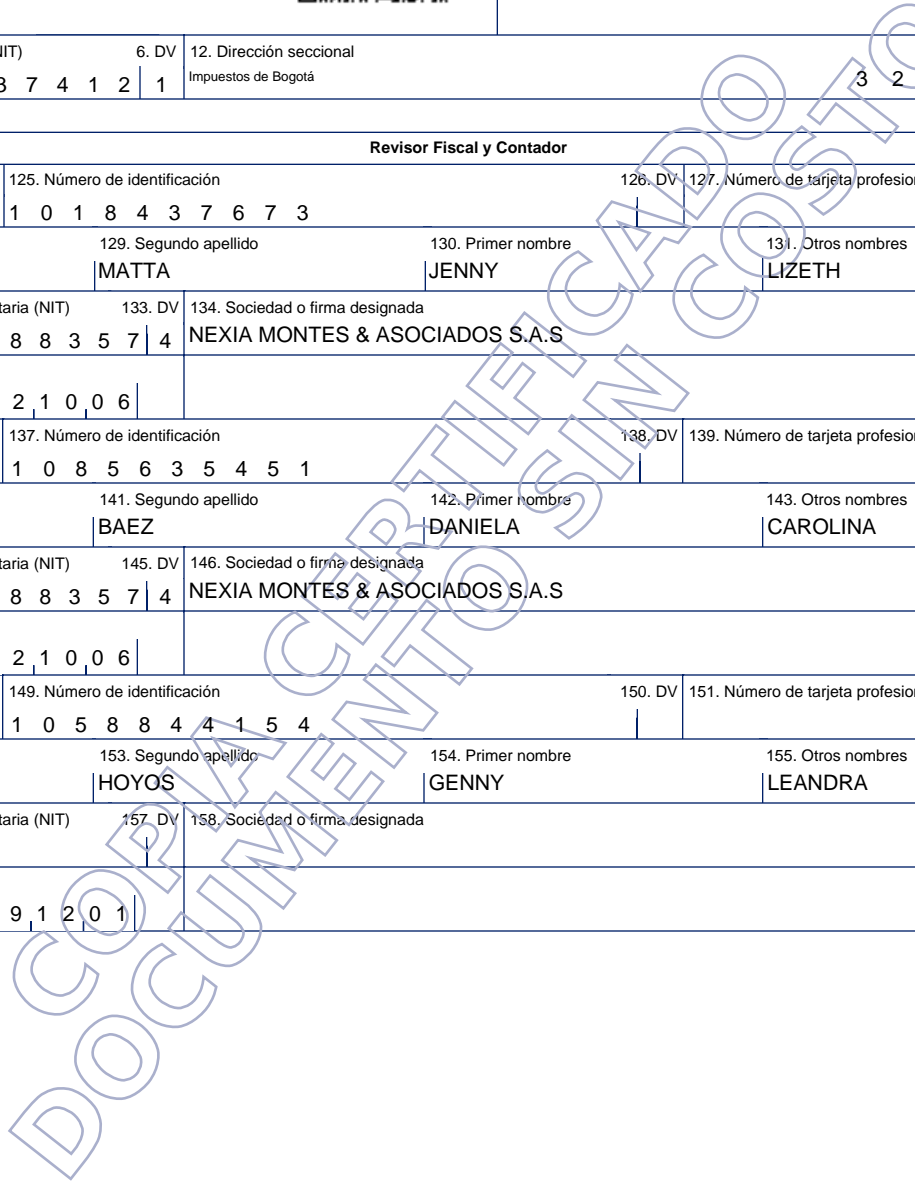 IT) 6. DV 12. Dirección seccional
7 4 1 2 1 Impuestos de Bogotá 3 2
Revisor Fiscal y Contador
125. Número de identificación 126. DV 127. Número de tarjeta profesio
1 0 1 8 4 3 7 6 7 3
129. Segundo apellido 130. Primer nombre 131. Otros nombres
MATTA JENNY LIZETH
taria (NIT) 133. DV 134. Sociedad o firma designada
8 8 3 5 7 4 NEXIA MONTES & ASOCIADOS S.A.S
2 1 0 0 6
137. Número de identificación 138. DV 139. Número de tarjeta profesio
1 0 8 5 6 3 5 4 5 1
141. Segundo apellido 142. Primer nombre 143. Otros nombres
BAEZ DANIELA CAROLINA
taria (NIT) 145. DV 146. Sociedad o firma designada
8 8 3 5 7 4 NEXIA MONTES & ASOCIADOS S.A.S
2 1 0 0 6
149. Número de identificación 150. DV 151. Número de tarjeta profesio
1 0 5 8 8 4 4 1 5 4
153. Segundo apellido 154. Primer nombre 155. Otros nombres
HOYOS GENNY LEANDRA
taria (NIT) 157. DV 158. Sociedad o firma designada
9 1 2 0 1
COPIA CERTIFICADO
DOCUMENTO SIN COSTO